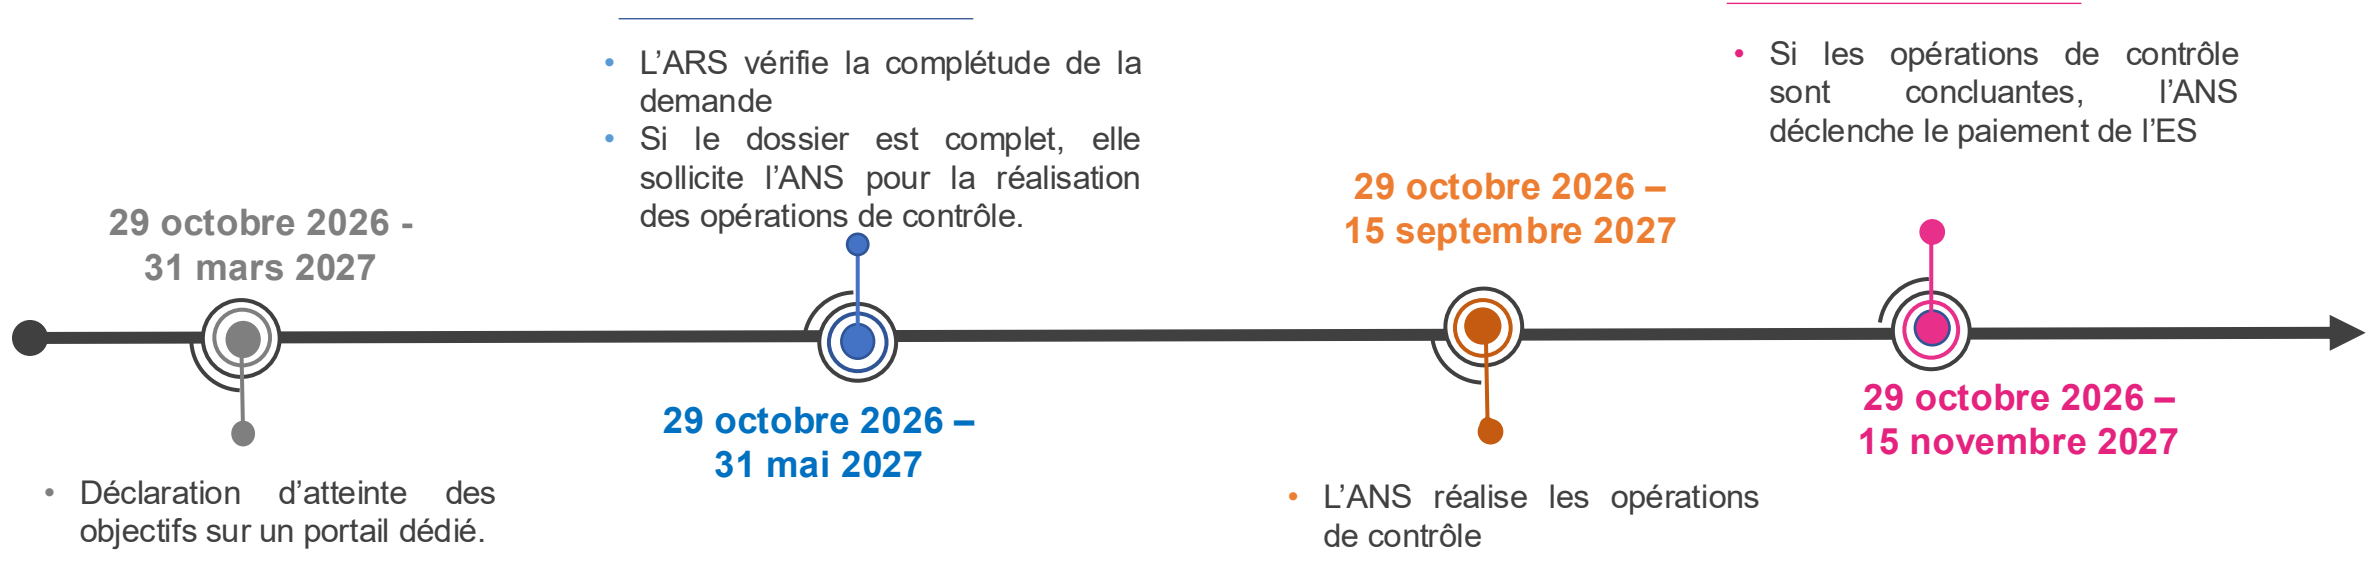 29 octobre 2026 -
31 mars 2027
• Déclaration d’atteinte des
objectifs sur un portail dédié.
• L’ARS vérifie la complétude de la
demande
• Si le dossier est complet, elle
sollicite l’ANS pour la réalisation
des opérations de contrôle.
29 octobre 2026 –
31 mai 2027
29 octobre 2026 –
15 septembre 2027
• L’ANS réalise les opérations
de contrôle
• Si les opérations de contrôle
sont concluantes, l’ANS
déclenche le paiement de l’ES
29 octobre 2026 –
15 novembre 2027